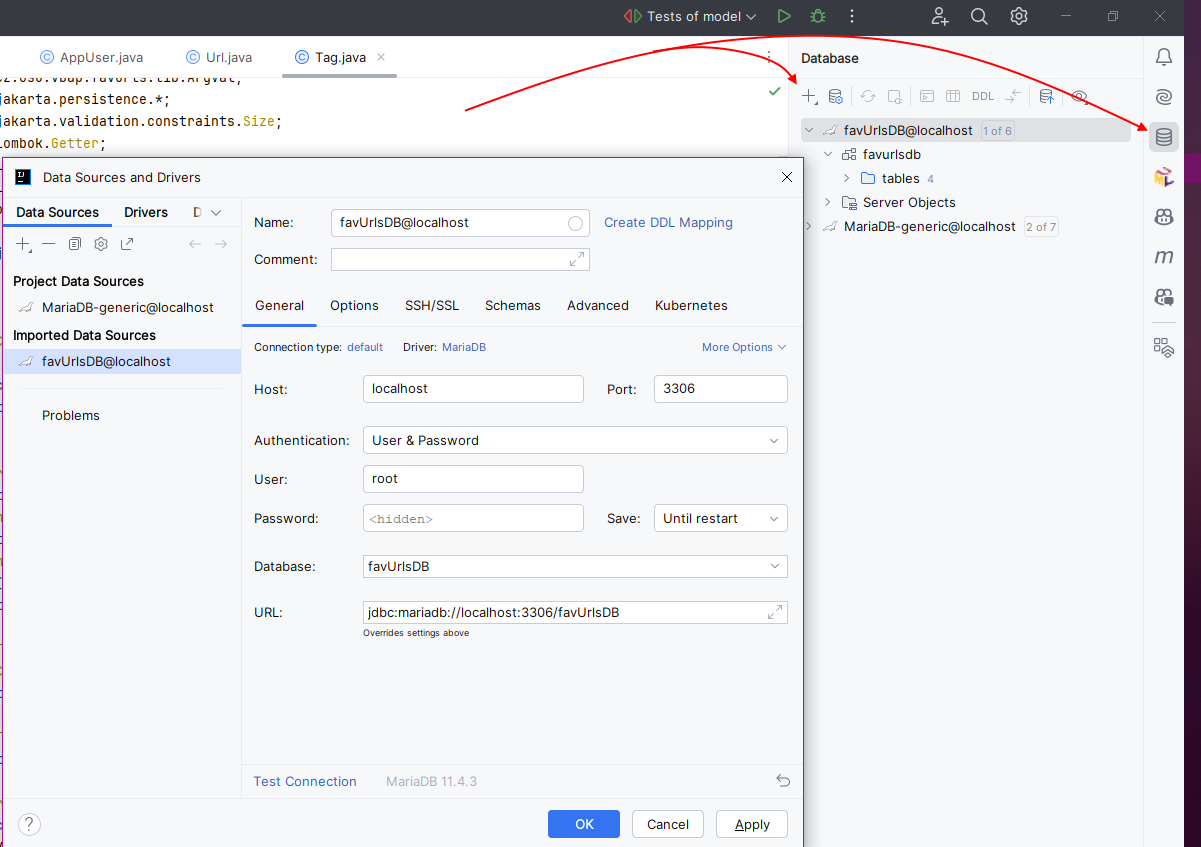 Tests of model
AppUser.java
Url.java
Tag.java
Database
jakarta.persistence.*;
jakarta.validation.constraints.Size;
lombok.Getter;
DDL
favUrlsDB@localhost 1 of 6
favurlsdb
tables 4
Server Objects
MariaDB-generic@localhost 2 of 7
Data Sources and Drivers
Data Sources
Drivers
D
Project Data Sources
MariaDB-generic@localhost
Imported Data Sources
favUrlsDB@localhost
Problems
Name: favUrlsDB@localhost
Create DDL Mapping
Comment:
General
Options
SSH/SSL
Schemas
Advanced
Kubernetes
Connection type: default
Driver: MariaDB
More Options
Host: localhost
Port: 3306
Authentication: User & Password
User: root
Password: <hidden>
Save: Until restart
Database: favUrlsDB
URL: jdbc:mariadb://localhost:3306/favUrlsDB
Overrides settings above
Test Connection
MariaDB 11.4.3
?
OK
Cancel
Apply
m